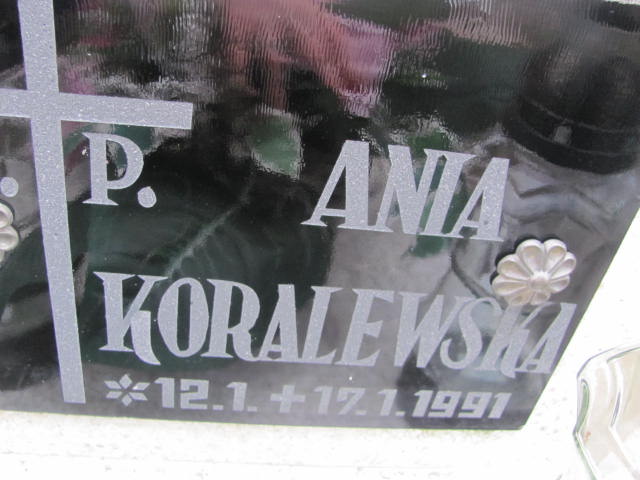 . P. ANIA
KORALEWSKA
* 12.1. + 17.1.1991